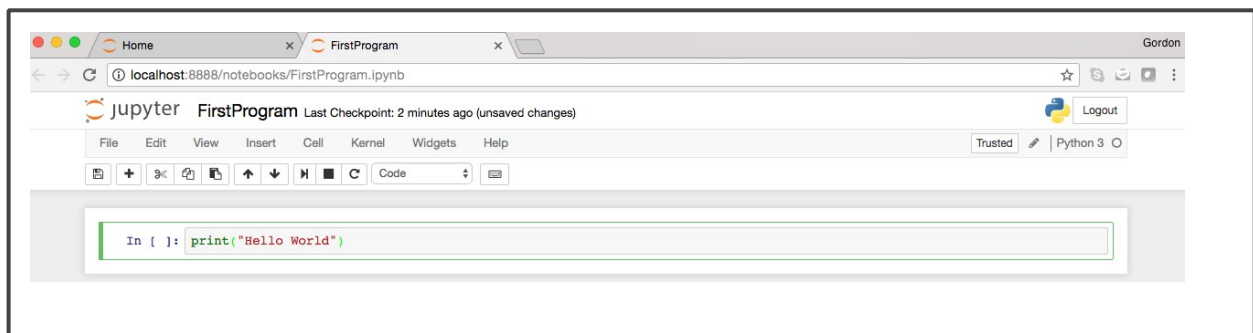 Home FirstProgram Gordon
localhost:8888/notebooks/FirstProgram.ipynb
jupyter FirstProgram Last Checkpoint: 2 minutes ago (unsaved changes) Logout
File Edit View Insert Cell Kernel Widgets Help Trusted Python 3
Code
In [ ]: print("Hello World")